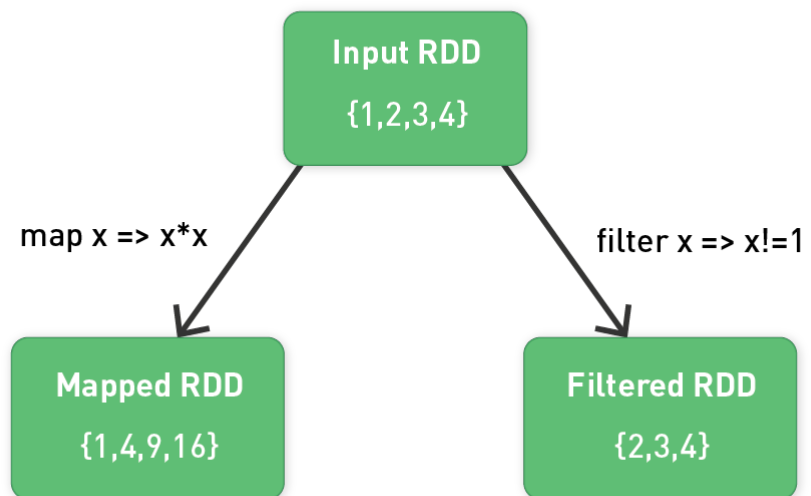 Input RDD
{1,2,3,4}
map x => x*x
filter x => x!=1
Mapped RDD
{1,4,9,16}
Filtered RDD
{2,3,4}